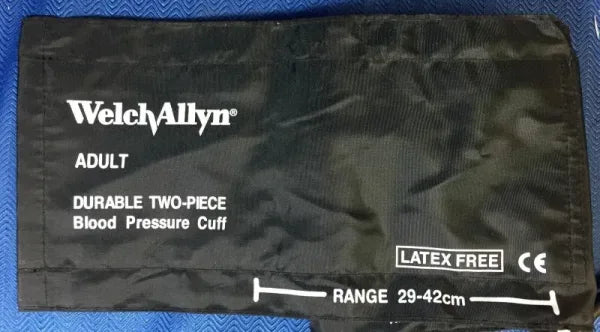 WelchAllyn®
ADULT
DURABLE TWO-PIECE
Blood Pressure Cuff
LATEX FREE CE
RANGE 29-42cm